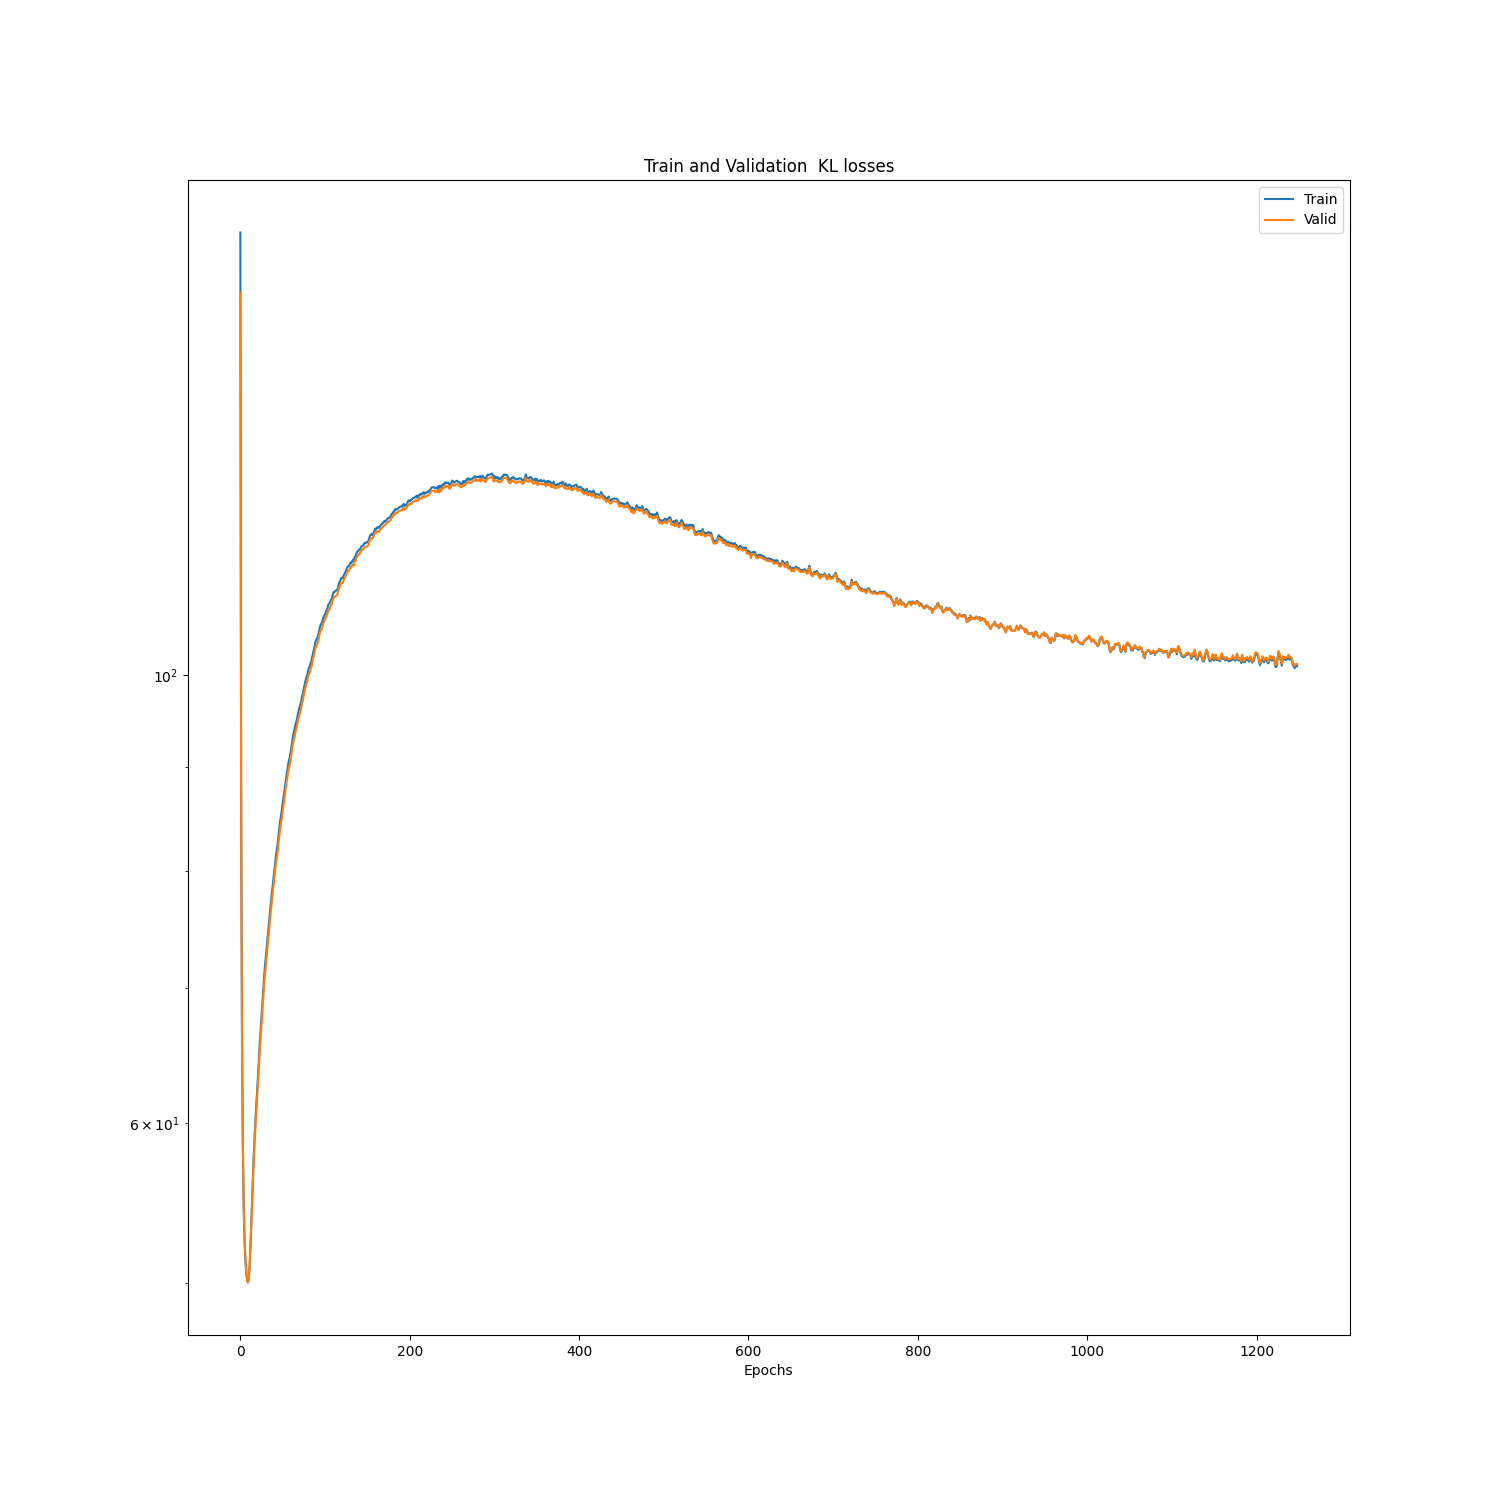 Train and Validation  KL losses
Train
Valid
10²
6 × 10¹
0 200 400 600 800 1000 1200
Epochs